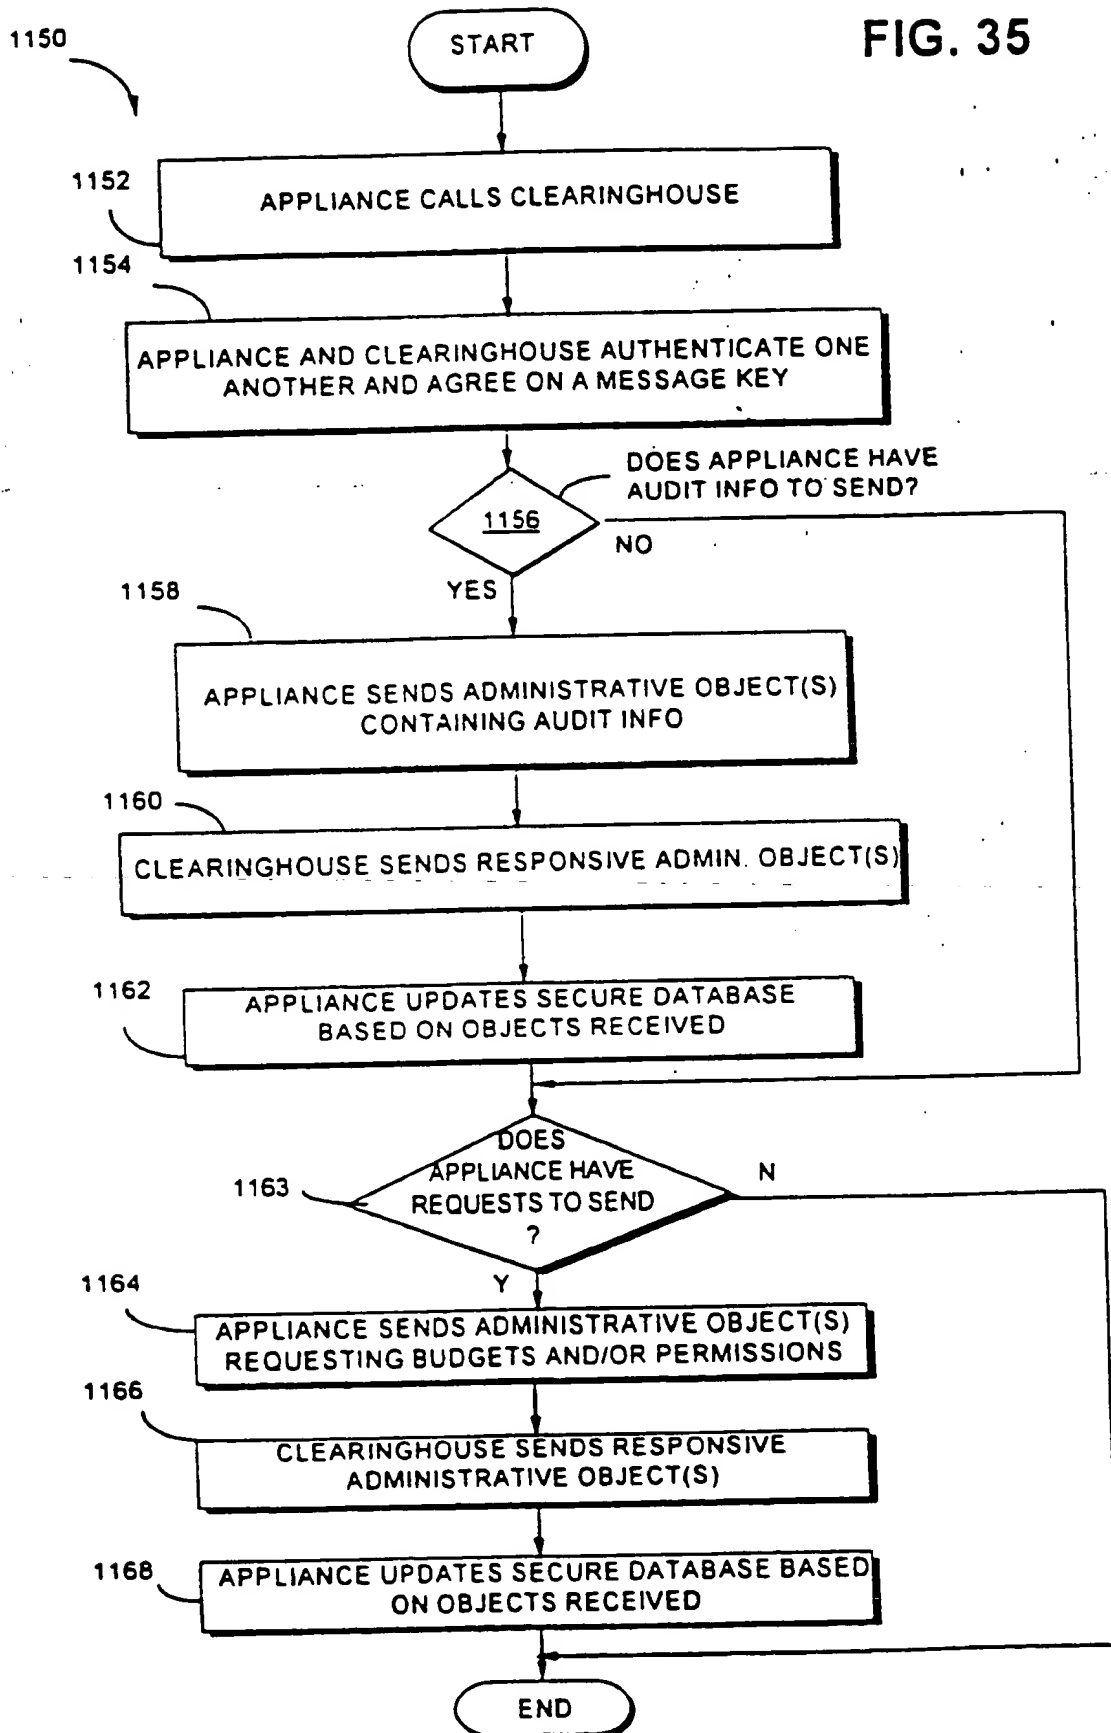 FIG. 35
1150
START
1152
APPLIANCE CALLS CLEARINGHOUSE
1154
APPLIANCE AND CLEARINGHOUSE AUTHENTICATE ONE
ANOTHER AND AGREE ON A MESSAGE KEY
DOES APPLIANCE HAVE
AUDIT INFO TO SEND?
1156
NO
YES
1158
APPLIANCE SENDS ADMINISTRATIVE OBJECT(S)
CONTAINING AUDIT INFO
1160
CLEARINGHOUSE SENDS RESPONSIVE ADMIN. OBJECT(S)
1162
APPLIANCE UPDATES SECURE DATABASE
BASED ON OBJECTS RECEIVED
1163
DOES
APPLIANCE HAVE
REQUESTS TO SEND
?
N
Y
1164
APPLIANCE SENDS ADMINISTRATIVE OBJECT(S)
REQUESTING BUDGETS AND/OR PERMISSIONS
1166
CLEARINGHOUSE SENDS RESPONSIVE
ADMINISTRATIVE OBJECT(S)
1168
APPLIANCE UPDATES SECURE DATABASE BASED
ON OBJECTS RECEIVED
END